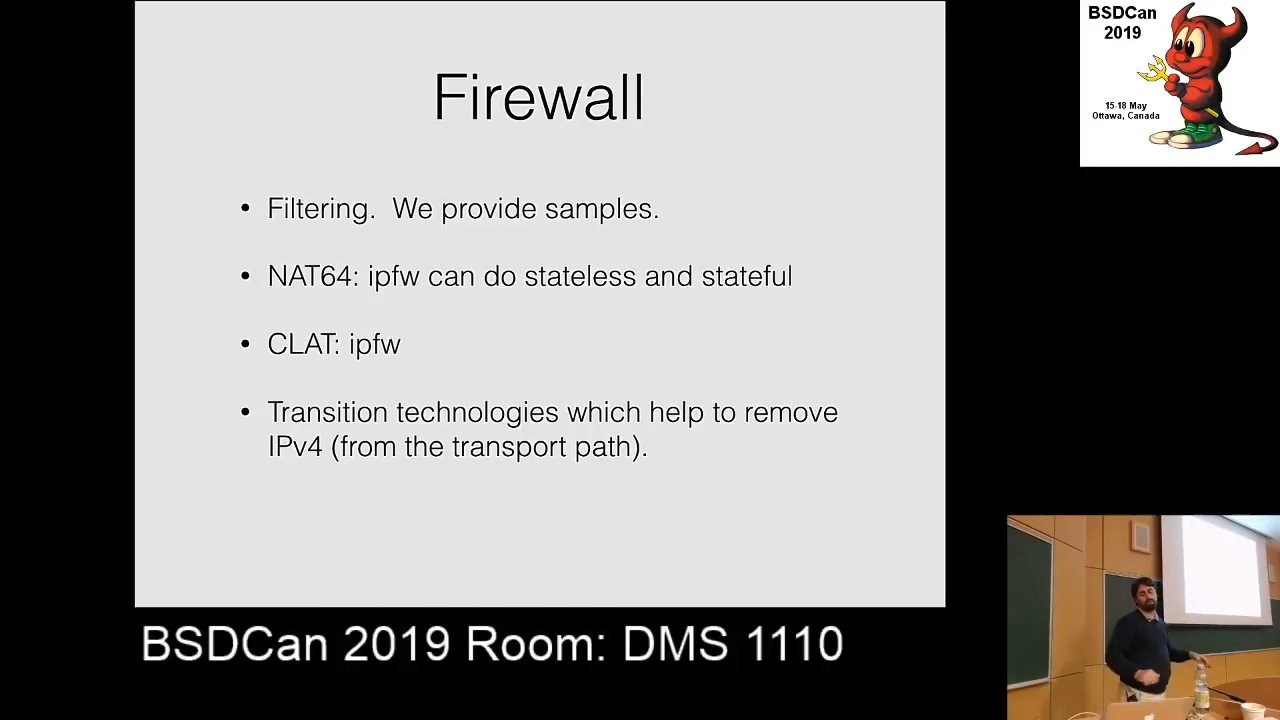 Firewall
• Filtering.  We provide samples.
• NAT64: ipfw can do stateless and stateful
• CLAT: ipfw
• Transition technologies which help to remove
IPv4 (from the transport path).
BSDCan
2019
15-18 May
Ottawa, Canada
BSDCan 2019 Room: DMS 1110